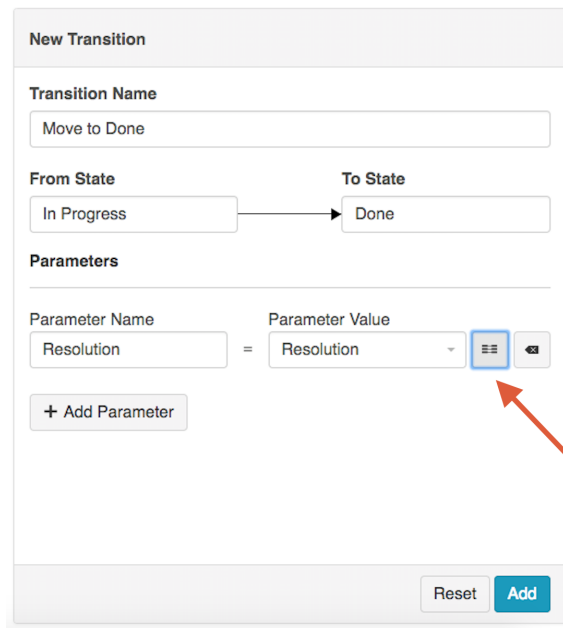 New Transition
Transition Name
Move to Done
From State To State
In Progress Done
Parameters
Parameter Name Parameter Value
Resolution = Resolution
+ Add Parameter
Reset Add